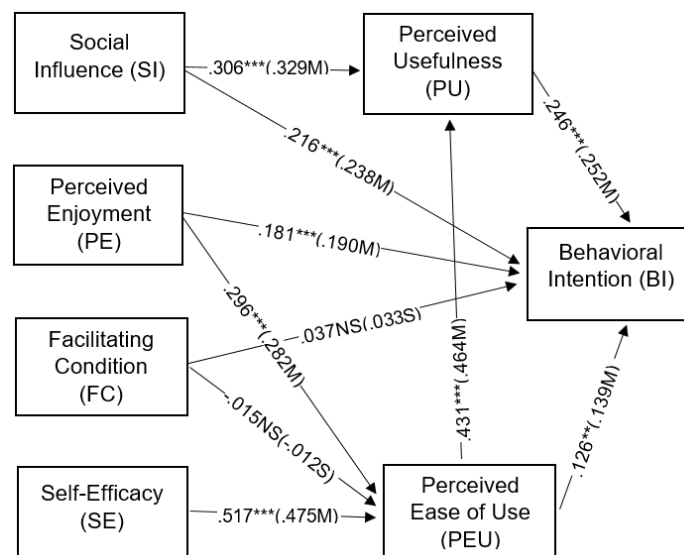 Social
Influence (SI)
Perceived
Usefulness
(PU)
.306***(.329M)
.246***(.252M)
.216***(.238M)
Perceived
Enjoyment
(PE)
.181***(.190M)
Behavioral
Intention (BI)
.296***(.282M)
.037NS(.033S)
Facilitating
Condition
(FC)
-.015NS(-.012S)
.431***(.464M)
.126**(.139M)
Self-Efficacy
(SE)
.517***(.475M)
Perceived
Ease of Use
(PEU)